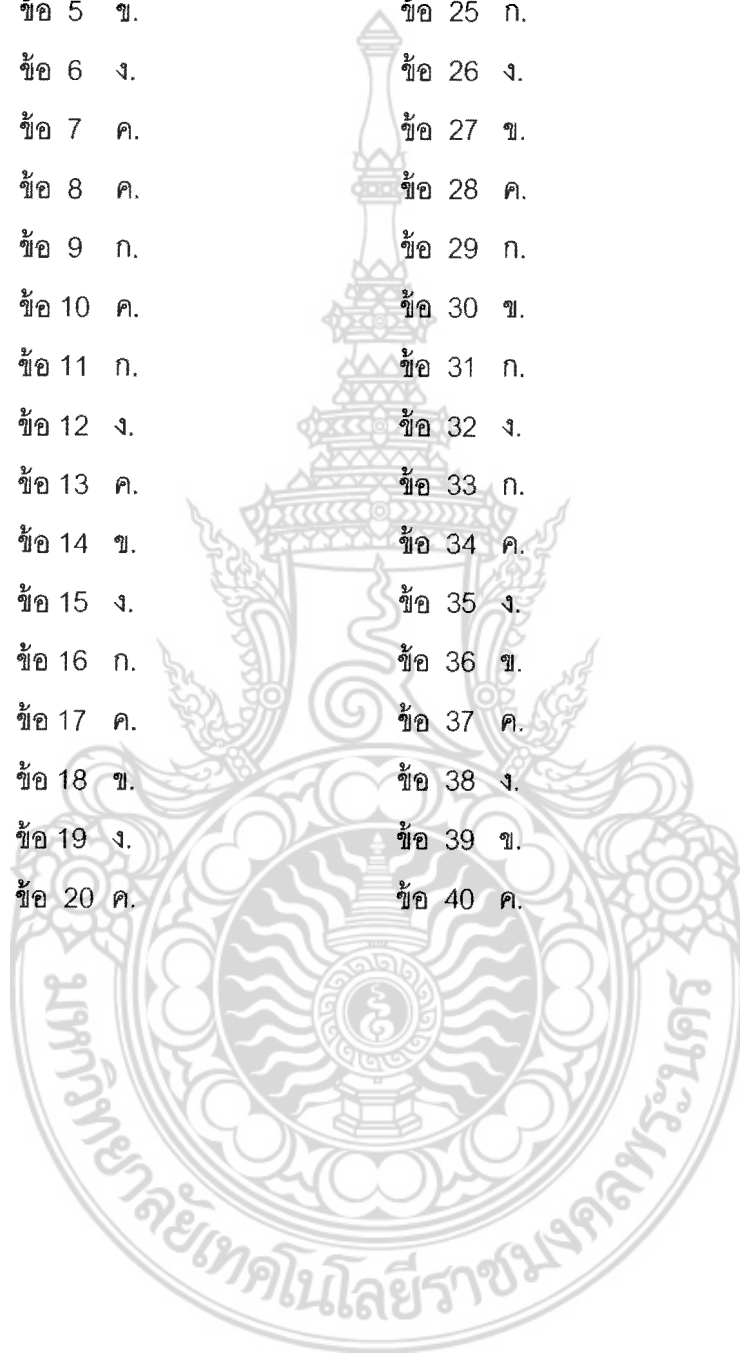 ข้อ 5 ข.
ข้อ 6 ง.
ข้อ 7 ค.
ข้อ 8 ค.
ข้อ 9 ก.
ข้อ 10 ค.
ข้อ 11 ก.
ข้อ 12 ง.
ข้อ 13 ค.
ข้อ 14 ข.
ข้อ 15 ง.
ข้อ 16 ก.
ข้อ 17 ค.
ข้อ 18 ข.
ข้อ 19 ง.
ข้อ 20 ค.
ข้อ 25 ก.
ข้อ 26 ง.
ข้อ 27 ข.
ข้อ 28 ค.
ข้อ 29 ก.
ข้อ 30 ข.
ข้อ 31 ก.
ข้อ 32 ง.
ข้อ 33 ก.
ข้อ 34 ค.
ข้อ 35 ง.
ข้อ 36 ข.
ข้อ 37 ค.
ข้อ 38 ง.
ข้อ 39 ข.
ข้อ 40 ค.
มหาวิทยาลัยเทคโนโลยีราชมงคลพระนคร